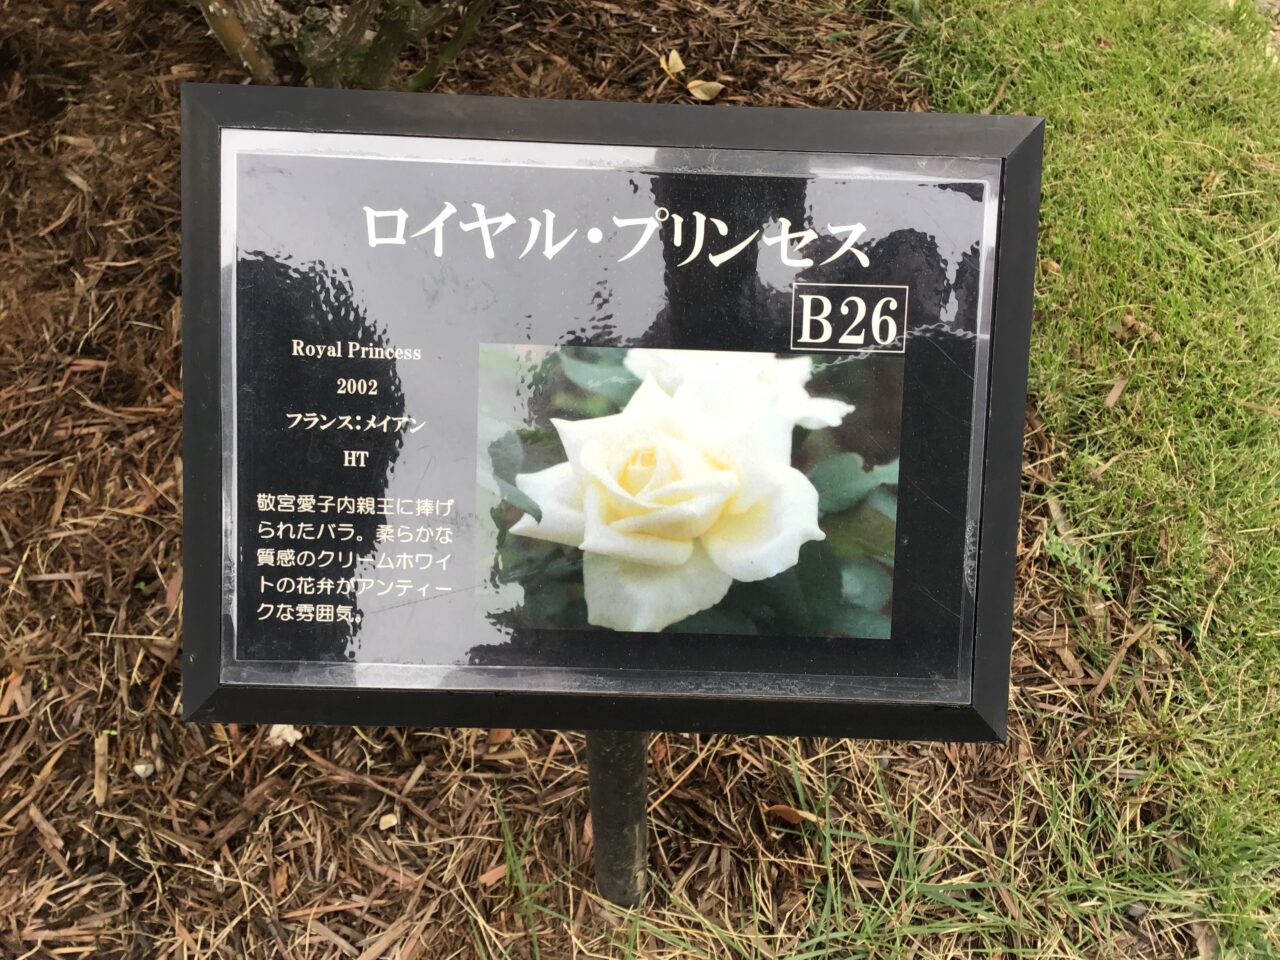 ロイヤル・プリンセス
B26
Royal Princess
2002
フランス:メイアン
HT
敬宮愛子内親王に捧げ
られたバラ。柔らかな
質感のクリームホワイ
トの花弁がアンティー
クな雰囲気。